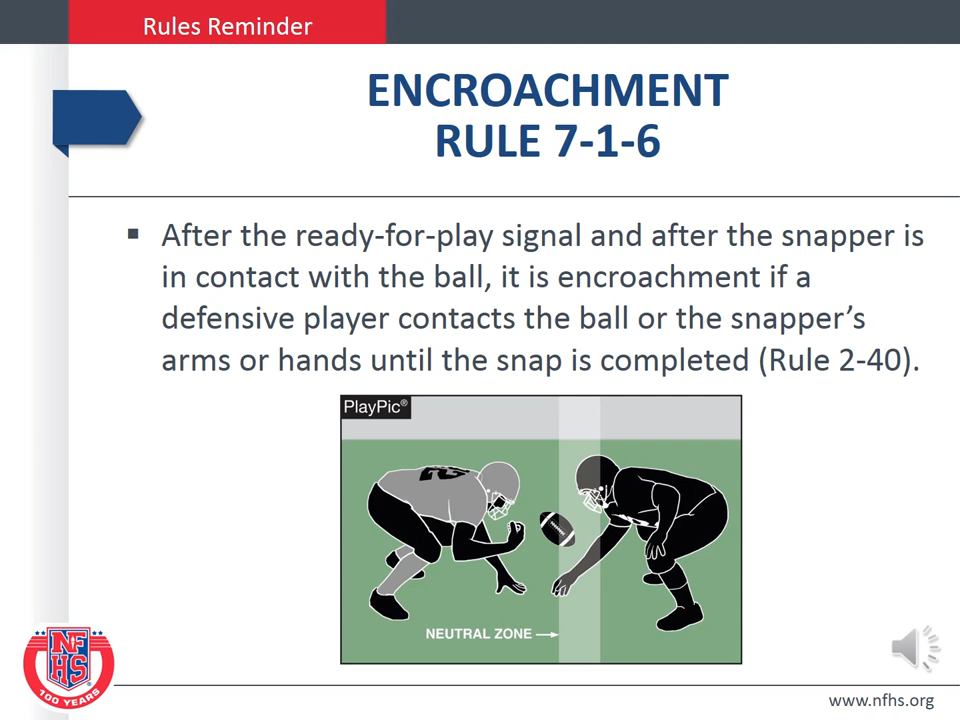 Rules Reminder
ENCROACHMENT
RULE 7-1-6
▪ After the ready-for-play signal and after the snapper is
in contact with the ball, it is encroachment if a
defensive player contacts the ball or the snapper’s
arms or hands until the snap is completed (Rule 2-40).
PlayPic®
NEUTRAL ZONE
NFHS
100 YEARS
www.nfhs.org